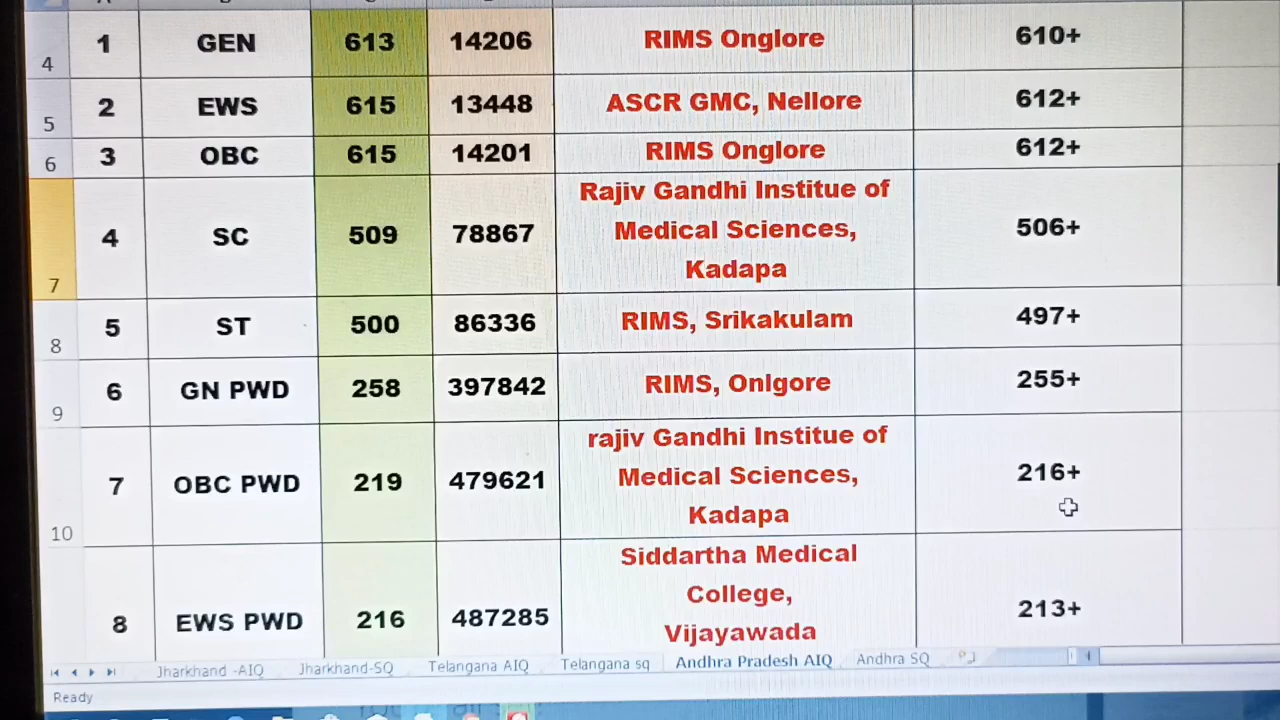 4 1 GEN 613 14206 RIMS Onglore 610+
5 2 EWS 615 13448 ASCR GMC, Nellore 612+
6 3 OBC 615 14201 RIMS Onglore 612+
Rajiv Gandhi Institue of
7 4 SC 509 78867 Medical Sciences, 506+
Kadapa
8 5 ST 500 86336 RIMS, Srikakulam 497+
9 6 GN PWD 258 397842 RIMS, Onlgore 255+
rajiv Gandhi Institue of
10 7 OBC PWD 219 479621 Medical Sciences, 216+
Kadapa
Siddartha Medical
8 EWS PWD 216 487285 College, 213+
Vijayawada
Jharkhand -AIQ Jharkhand-SQ Telangana AIQ Telangana sq Andhra Pradesh AIQ Andhra SQ
Ready